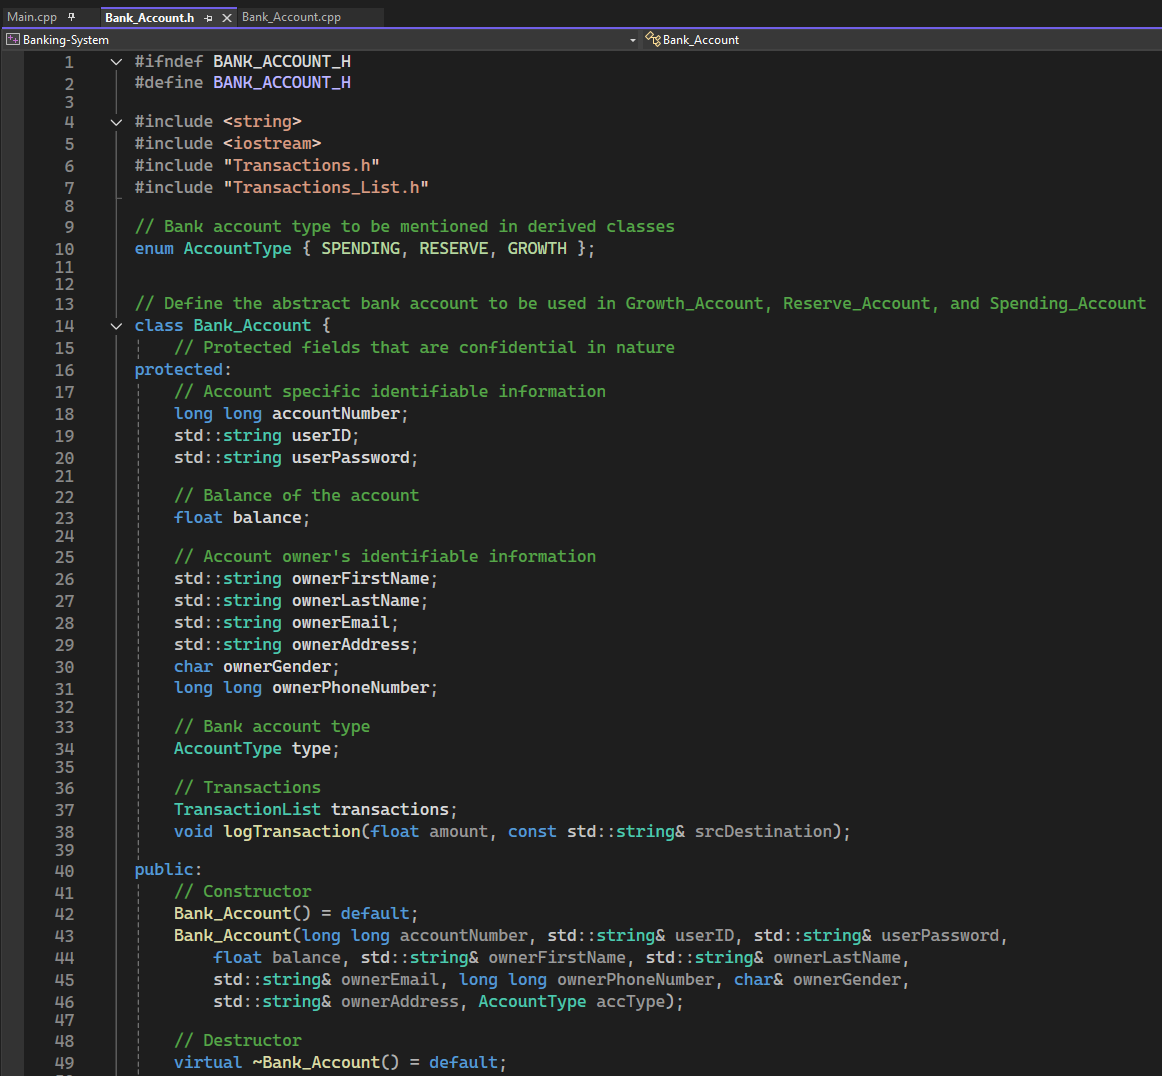 Main.cpp Bank_Account.h Bank_Account.cpp
Banking-System Bank_Account
1 #ifndef BANK_ACCOUNT_H
2 #define BANK_ACCOUNT_H
3
4 #include <string>
5 #include <iostream>
6 #include "Transactions.h"
7 #include "Transactions_List.h"
8
9 // Bank account type to be mentioned in derived classes
10 enum AccountType { SPENDING, RESERVE, GROWTH };
11
12
13 // Define the abstract bank account to be used in Growth_Account, Reserve_Account, and Spending_Account
14 class Bank_Account {
15 // Protected fields that are confidential in nature
16 protected:
17 // Account specific identifiable information
18 long long accountNumber;
19 std::string userID;
20 std::string userPassword;
21
22 // Balance of the account
23 float balance;
24
25 // Account owner's identifiable information
26 std::string ownerFirstName;
27 std::string ownerLastName;
28 std::string ownerEmail;
29 std::string ownerAddress;
30 char ownerGender;
31 long long ownerPhoneNumber;
32
33 // Bank account type
34 AccountType type;
35
36 // Transactions
37 TransactionList transactions;
38 void logTransaction(float amount, const std::string& srcDestination);
39
40 public:
41 // Constructor
42 Bank_Account() = default;
43 Bank_Account(long long accountNumber, std::string& userID, std::string& userPassword,
44 float balance, std::string& ownerFirstName, std::string& ownerLastName,
45 std::string& ownerEmail, long long ownerPhoneNumber, char& ownerGender,
46 std::string& ownerAddress, AccountType accType);
47
48 // Destructor
49 virtual ~Bank_Account() = default;